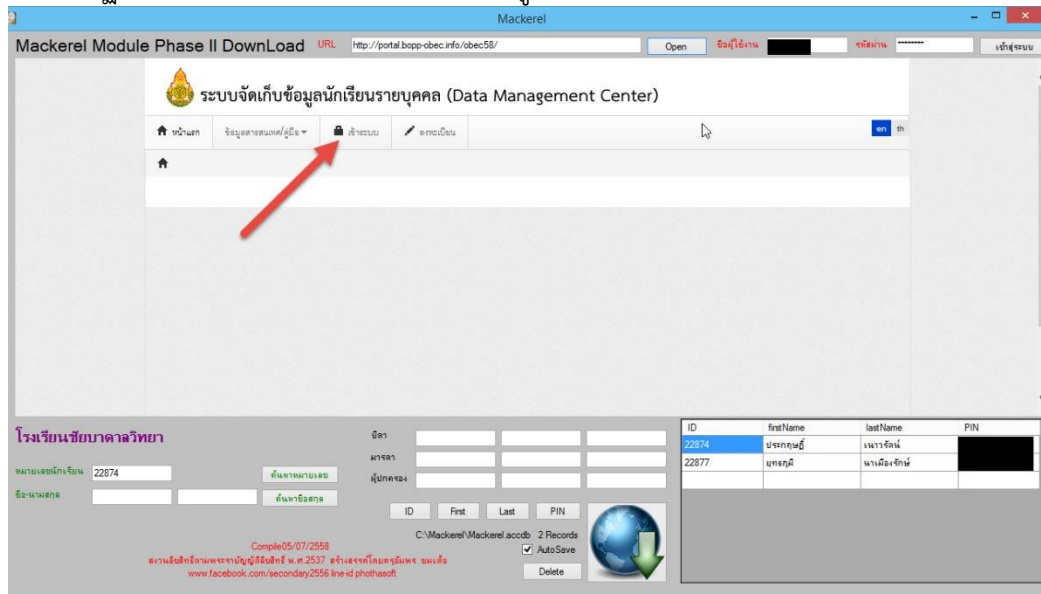 Mackerel
Mackerel Module Phase II DownLoad URL http://portal.bopp-obec.info/obec58/ Open ชื่อผู้ใช้งาน รหัสผ่าน ******** เข้าสู่ระบบ
ระบบจัดเก็บข้อมูลนักเรียนรายบุคคล (Data Management Center)
หน้าแรก ข้อมูลสารสนเทศ/คู่มือ เข้าระบบ ลงทะเบียน en th
โรงเรียนชัยบาดาลวิทยา
หมายเลขนักเรียน 22874 ค้นหาหมายเลข
ชื่อ-นามสกุล ค้นหาชื่อสกุล
บิดา
มารดา
ผู้ปกครอง
ID First Last PIN
C:\Mackerel\Mackerel.accdb 2 Records
AutoSave
Delete
Compile05/07/2558
สงวนลิขสิทธิ์ตามพระราชบัญญัติลิขสิทธิ์ พ.ศ.2537 สร้างสรรค์โดยครูอัมพร
www.facebook.com/secondary2556 line-id phothasoft
ID firstName lastName PIN
22874 ประกฤษฎิ์ เนาวรัตน์
22877 ยุทธภูมิ นาเมืองรักษ์